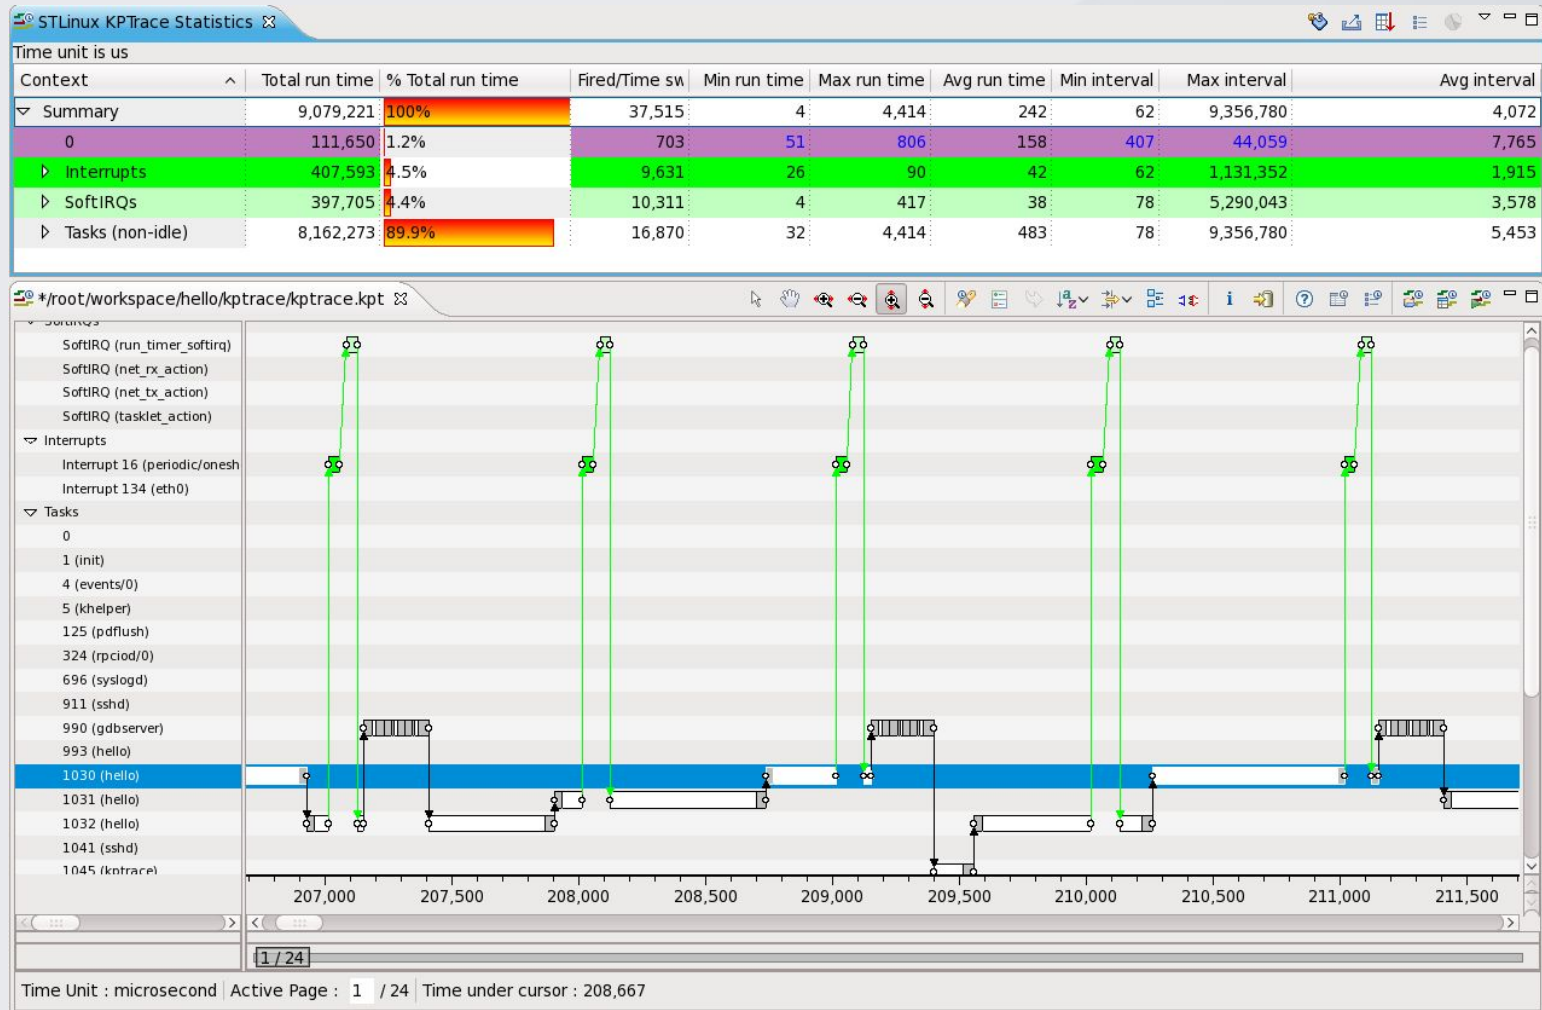 STLinux KPTrace Statistics
Time unit is us
Context Total run time % Total run time Fired/Time sw Min run time Max run time Avg run time Min interval Max interval Avg interval
Summary 9,079,221 100% 37,515 4 4,414 242 62 9,356,780 4,072
0 111,650 1.2% 703 51 806 158 407 44,059 7,765
Interrupts 407,593 4.5% 9,631 26 90 42 62 1,131,352 1,915
SoftIRQs 397,705 4.4% 10,311 4 417 38 78 5,290,043 3,578
Tasks (non-idle) 8,162,273 89.9% 16,870 32 4,414 483 78 9,356,780 5,453
*/root/workspace/hello/kptrace/kptrace.kpt
SoftIRQs
SoftIRQ (run_timer_softirq)
SoftIRQ (net_rx_action)
SoftIRQ (net_tx_action)
SoftIRQ (tasklet_action)
Interrupts
Interrupt 16 (periodic/onesh
Interrupt 134 (eth0)
Tasks
0
1 (init)
4 (events/0)
5 (khelper)
125 (pdflush)
324 (rpciod/0)
696 (syslogd)
911 (sshd)
990 (gdbserver)
993 (hello)
1030 (hello)
1031 (hello)
1032 (hello)
1041 (sshd)
1045 (kptrace)
207,000 207,500 208,000 208,500 209,000 209,500 210,000 210,500 211,000 211,500
1 / 24
Time Unit : microsecond Active Page : 1 / 24 Time under cursor : 208,667